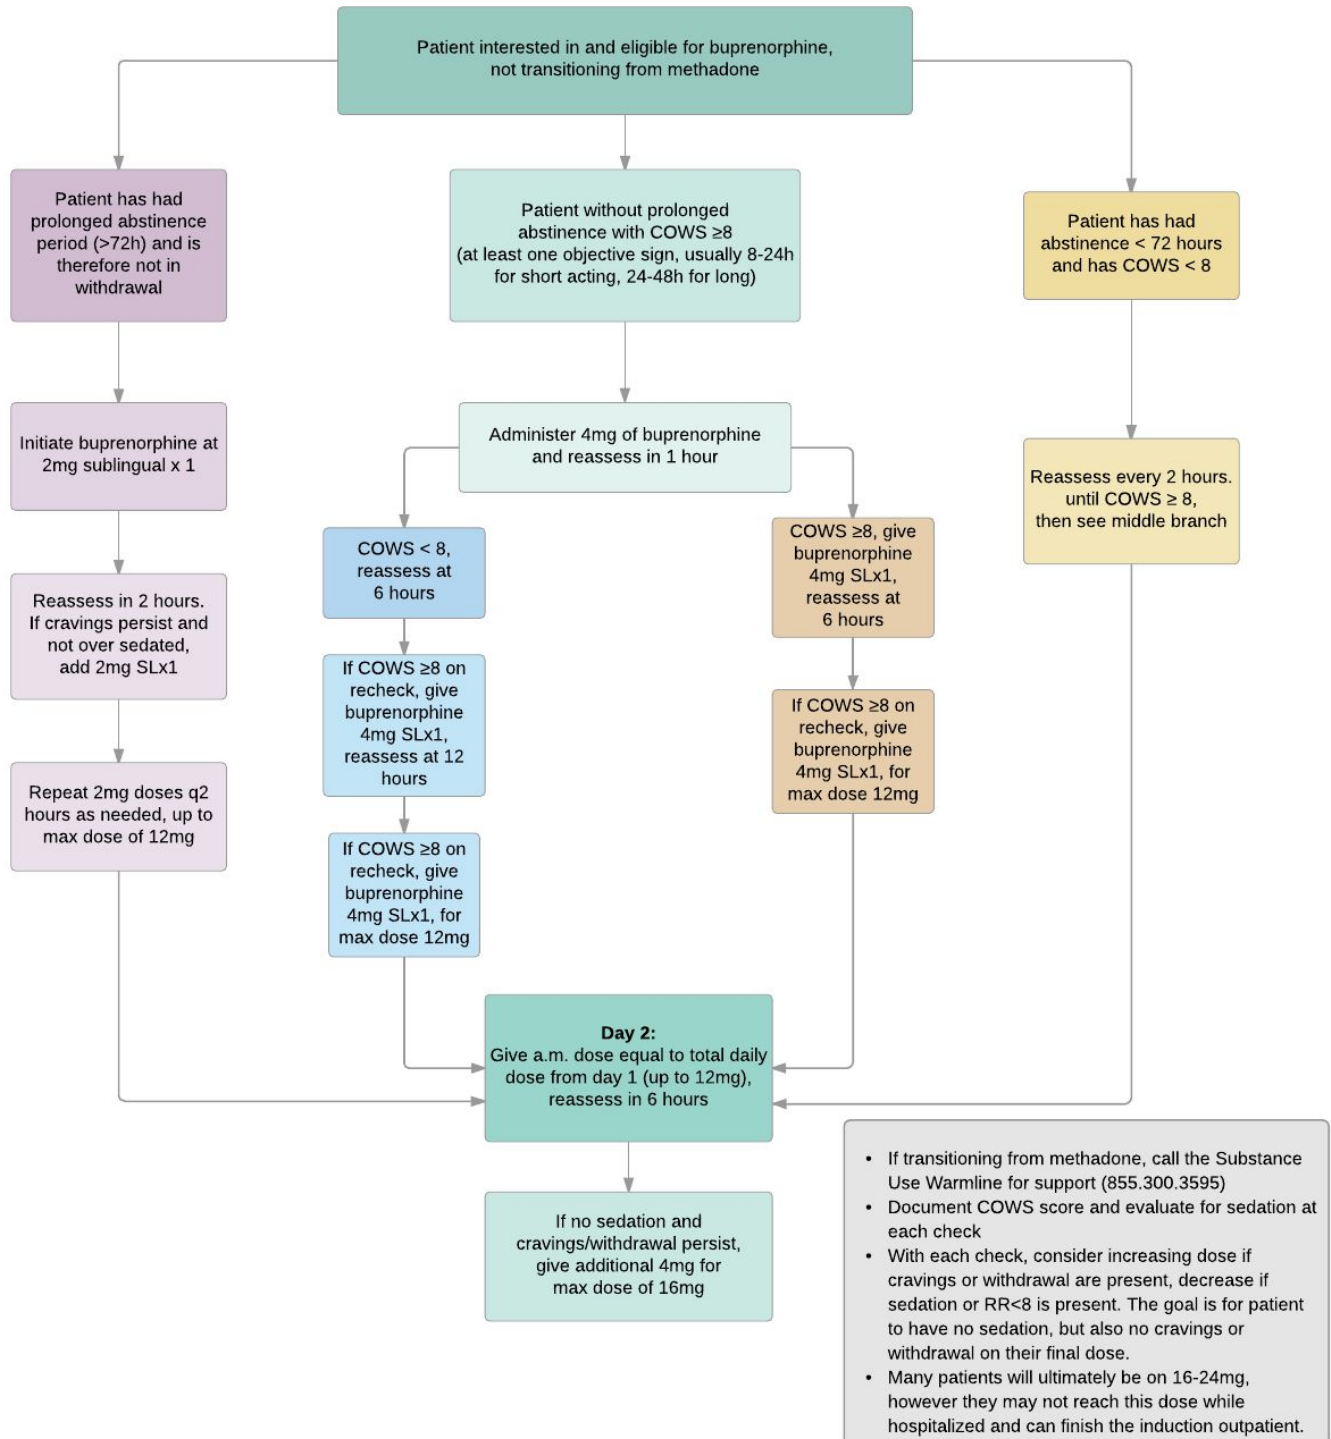 Patient interested in and eligible for buprenorphine,
not transitioning from methadone
Patient has had
prolonged abstinence
period (>72h) and is
therefore not in
withdrawal
Initiate buprenorphine at
2mg sublingual x 1
Reassess in 2 hours.
If cravings persist and
not over sedated,
add 2mg SLx1
Repeat 2mg doses q2
hours as needed, up to
max dose of 12mg
Patient without prolonged
abstinence with COWS ≥8
(at least one objective sign, usually 8-24h
for short acting, 24-48h for long)
Administer 4mg of buprenorphine
and reassess in 1 hour
COWS < 8,
reassess at
6 hours
If COWS ≥8 on
recheck, give
buprenorphine
4mg SLx1,
reassess at 12
hours
If COWS ≥8 on
recheck, give
buprenorphine
4mg SLx1, for
max dose 12mg
COWS ≥8, give
buprenorphine
4mg SLx1,
reassess at
6 hours
If COWS ≥8 on
recheck, give
buprenorphine
4mg SLx1, for
max dose 12mg
Patient has had
abstinence < 72 hours
and has COWS < 8
Reassess every 2 hours.
until COWS ≥ 8,
then see middle branch
Day 2:
Give a.m. dose equal to total daily
dose from day 1 (up to 12mg),
reassess in 6 hours
If no sedation and
cravings/withdrawal persist,
give additional 4mg for
max dose of 16mg
• If transitioning from methadone, call the Substance
Use Warmline for support (855.300.3595)
• Document COWS score and evaluate for sedation at
each check
• With each check, consider increasing dose if
cravings or withdrawal are present, decrease if
sedation or RR<8 is present. The goal is for patient
to have no sedation, but also no cravings or
withdrawal on their final dose.
• Many patients will ultimately be on 16-24mg,
however they may not reach this dose while
hospitalized and can finish the induction outpatient.